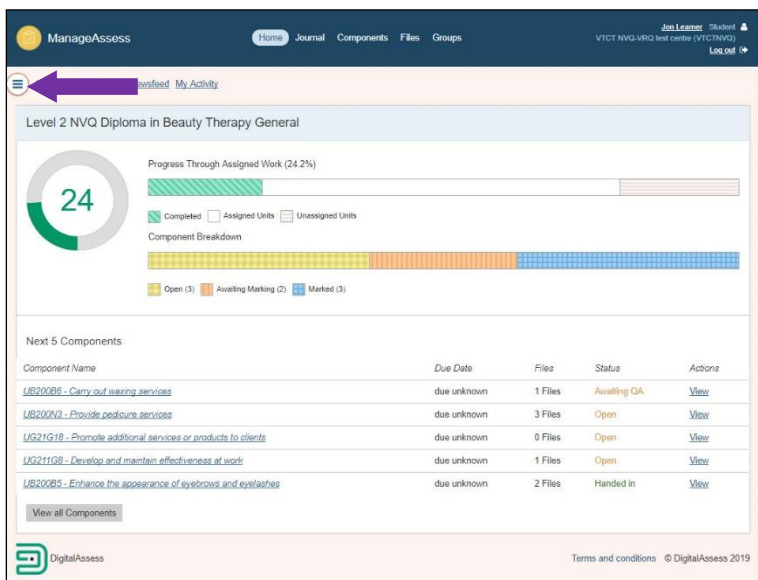 ManageAssess
Home Journal Components Files Groups
Jon Learner Student
VTCT NVQ-VRQ test centre (VTCTNVQ)
Log out
My Activity
Level 2 NVQ Diploma in Beauty Therapy General
24
Progress Through Assigned Work (24.2%)
Completed Assigned Units Unassigned Units
Component Breakdown
Open (3) Awaiting Marking (2) Marked (3)
Next 5 Components
Component Name Due Date Files Status Actions
UB200B6 - Carry out waxing services due unknown 1 Files Awaiting QA View
UB200N3 - Provide pedicure services due unknown 3 Files Open View
UG21G18 - Promote additional services or products to clients due unknown 0 Files Open View
UG211G8 - Develop and maintain effectiveness at work due unknown 1 Files Open View
UB200B5 - Enhance the appearance of eyebrows and eyelashes due unknown 2 Files Handed in View
View all Components
DigitalAssess
Terms and conditions © DigitalAssess 2019